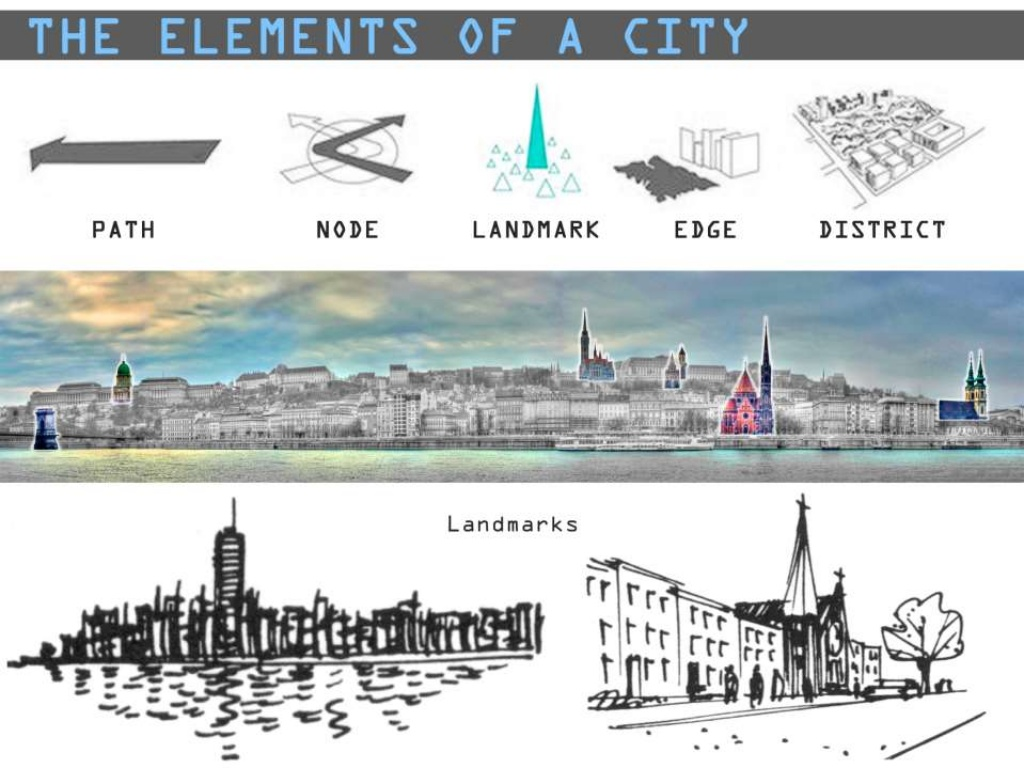 THE ELEMENTS OF A CITY
PATH NODE LANDMARK EDGE DISTRICT
Landmarks